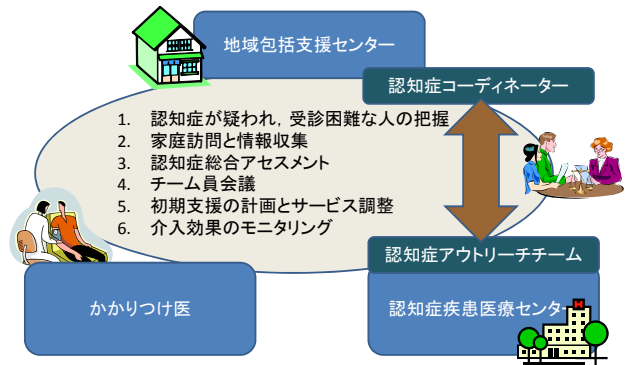 地域包括支援センター
認知症コーディネーター
1. 認知症が疑われ，受診困難な人の把握
2. 家庭訪問と情報収集
3. 認知症総合アセスメント
4. チーム員会議
5. 初期支援の計画とサービス調整
6. 介入効果のモニタリング
認知症アウトリーチチーム
かかりつけ医
認知症疾患医療センター
H